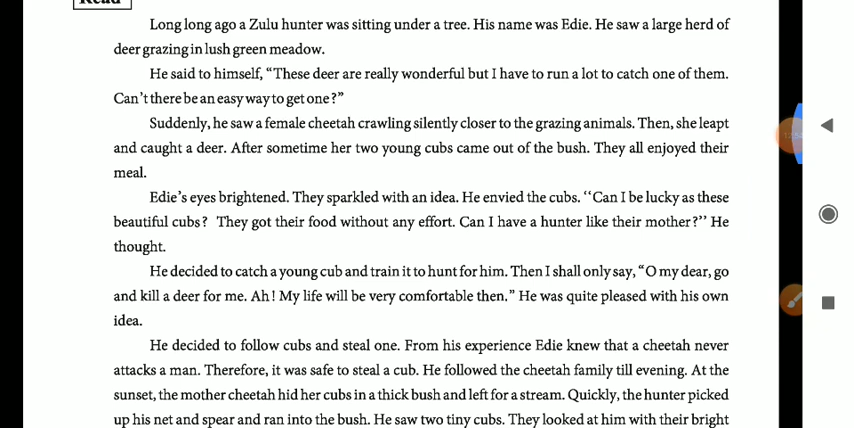 Read
Long long ago a Zulu hunter was sitting under a tree. His name was Edie. He saw a large herd of
deer grazing in lush green meadow.
He said to himself, “These deer are really wonderful but I have to run a lot to catch one of them.
Can’t there be an easy way to get one?”
Suddenly, he saw a female cheetah crawling silently closer to the grazing animals. Then, she leapt
and caught a deer. After sometime her two young cubs came out of the bush. They all enjoyed their
meal.
Edie’s eyes brightened. They sparkled with an idea. He envied the cubs. ‘‘Can I be lucky as these
beautiful cubs? They got their food without any effort. Can I have a hunter like their mother?’’ He
thought.
He decided to catch a young cub and train it to hunt for him. Then I shall only say, “O my dear, go
and kill a deer for me. Ah! My life will be very comfortable then.” He was quite pleased with his own
idea.
He decided to follow cubs and steal one. From his experience Edie knew that a cheetah never
attacks a man. Therefore, it was safe to steal a cub. He followed the cheetah family till evening. At the
sunset, the mother cheetah hid her cubs in a thick bush and left for a stream. Quickly, the hunter picked
up his net and spear and ran into the bush. He saw two tiny cubs. They looked at him with their bright